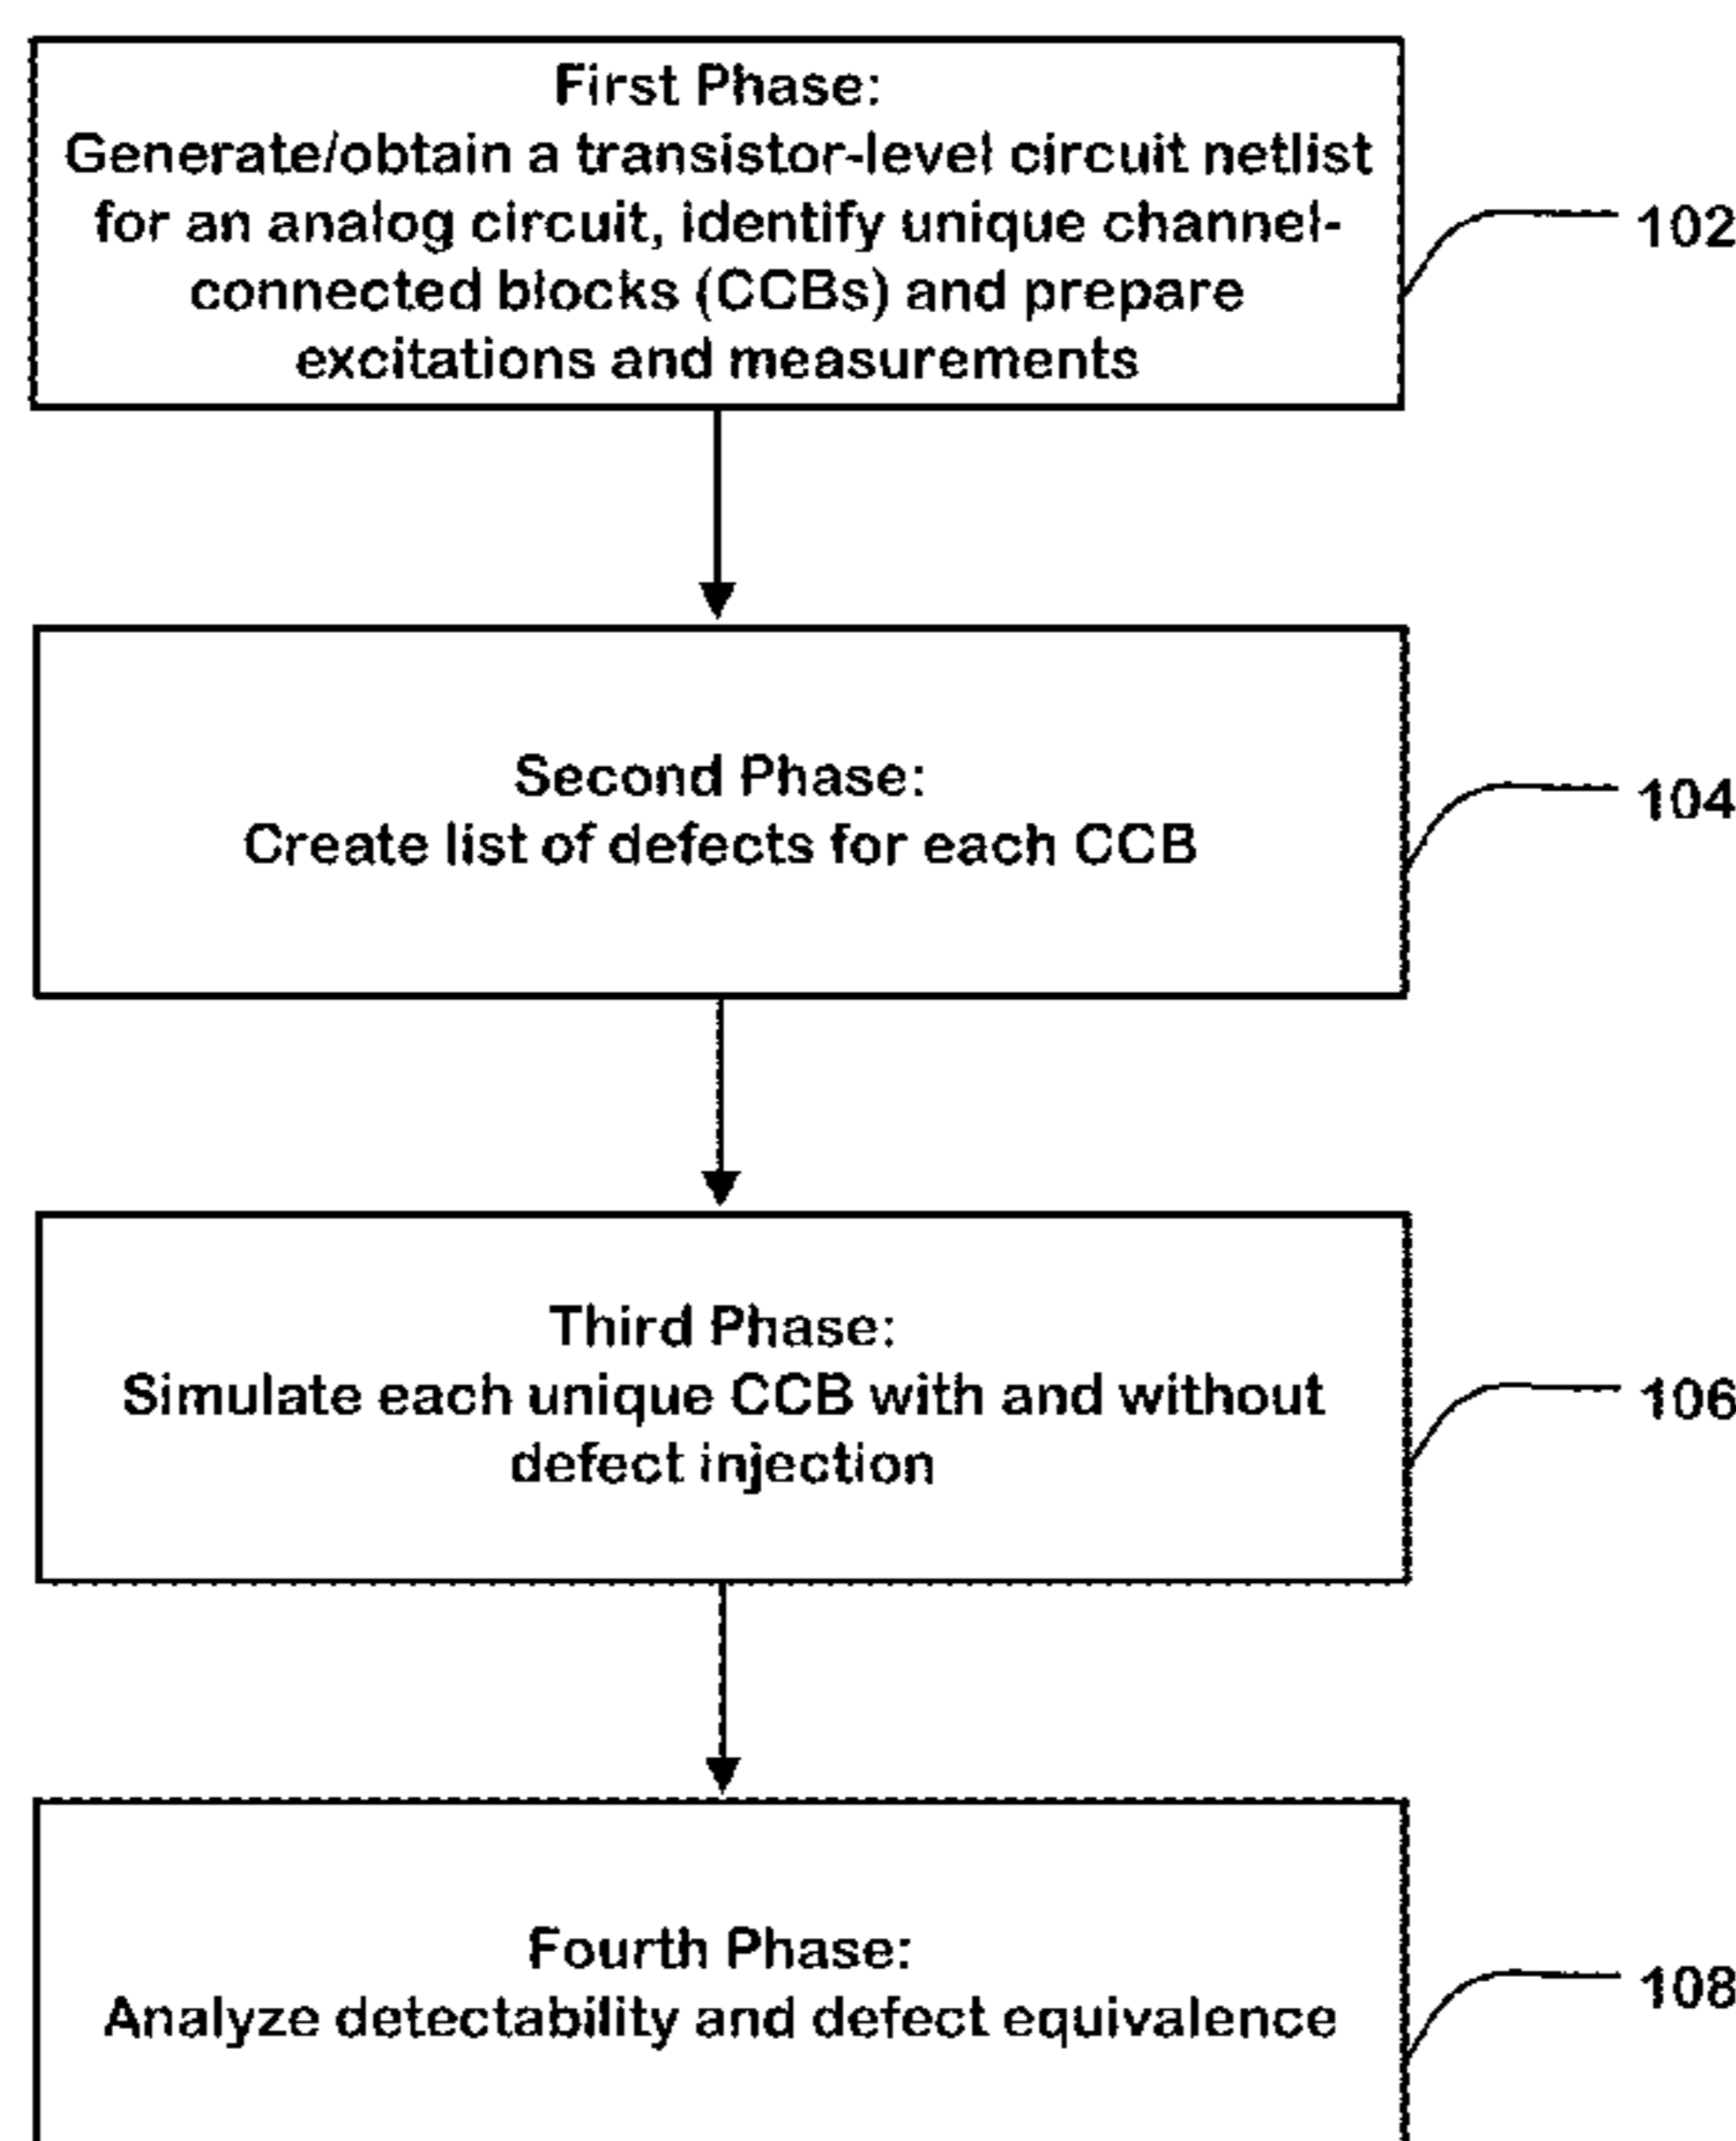 First Phase:
Generate/obtain a transistor-level circuit netlist
for an analog circuit, identify unique channel-
connected blocks (CCBs) and prepare
excitations and measurements
102
Second Phase:
Create list of defects for each CCB
104
Third Phase:
Simulate each unique CCB with and without
defect injection
106
Fourth Phase:
Analyze detectability and defect equivalence
108